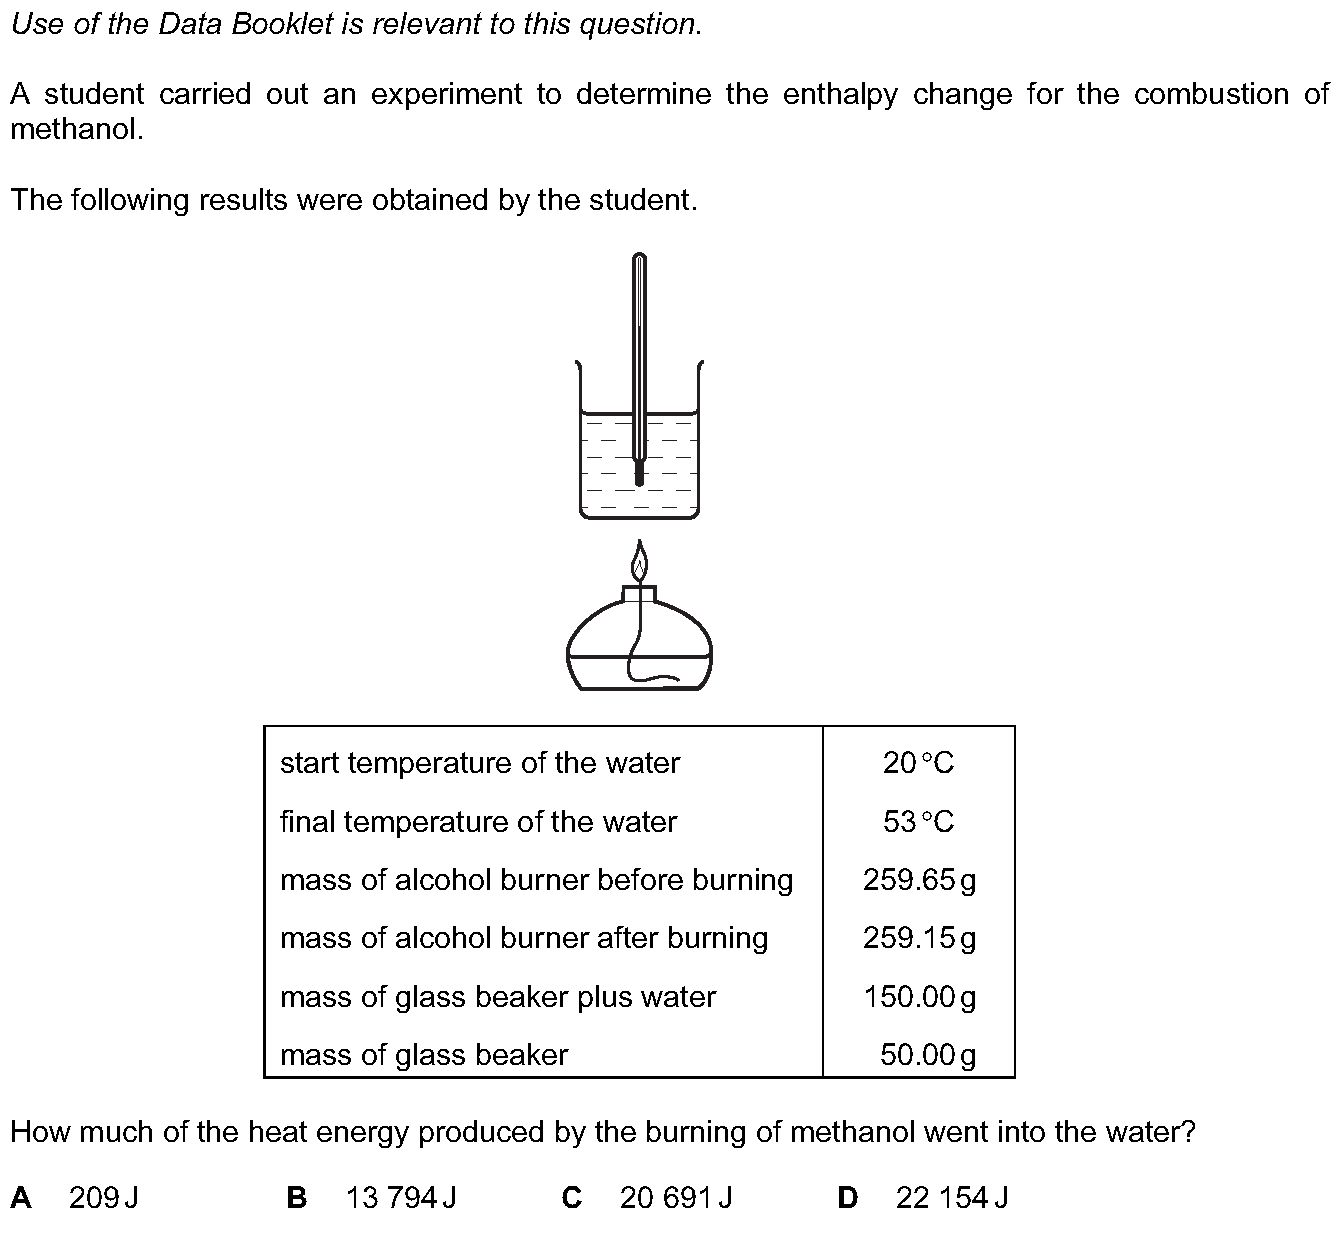 Use of the Data Booklet is relevant to this question.
A student carried out an experiment to determine the enthalpy change for the combustion of
methanol.
The following results were obtained by the student.
start temperature of the water 20 °C
final temperature of the water 53 °C
mass of alcohol burner before burning 259.65 g
mass of alcohol burner after burning 259.15 g
mass of glass beaker plus water 150.00 g
mass of glass beaker 50.00 g
How much of the heat energy produced by the burning of methanol went into the water?
A 209 J B 13 794 J C 20 691 J D 22 154 J